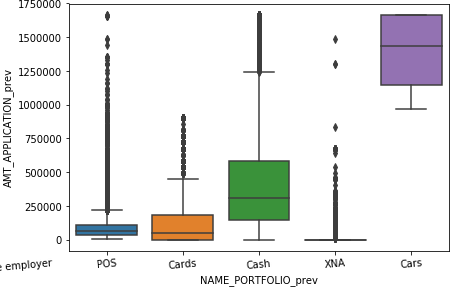 1750000
1500000
1250000
1000000
750000
500000
250000
0
AMT_APPLICATION_prev
employer POS Cards Cash XNA Cars
NAME_PORTFOLIO_prev